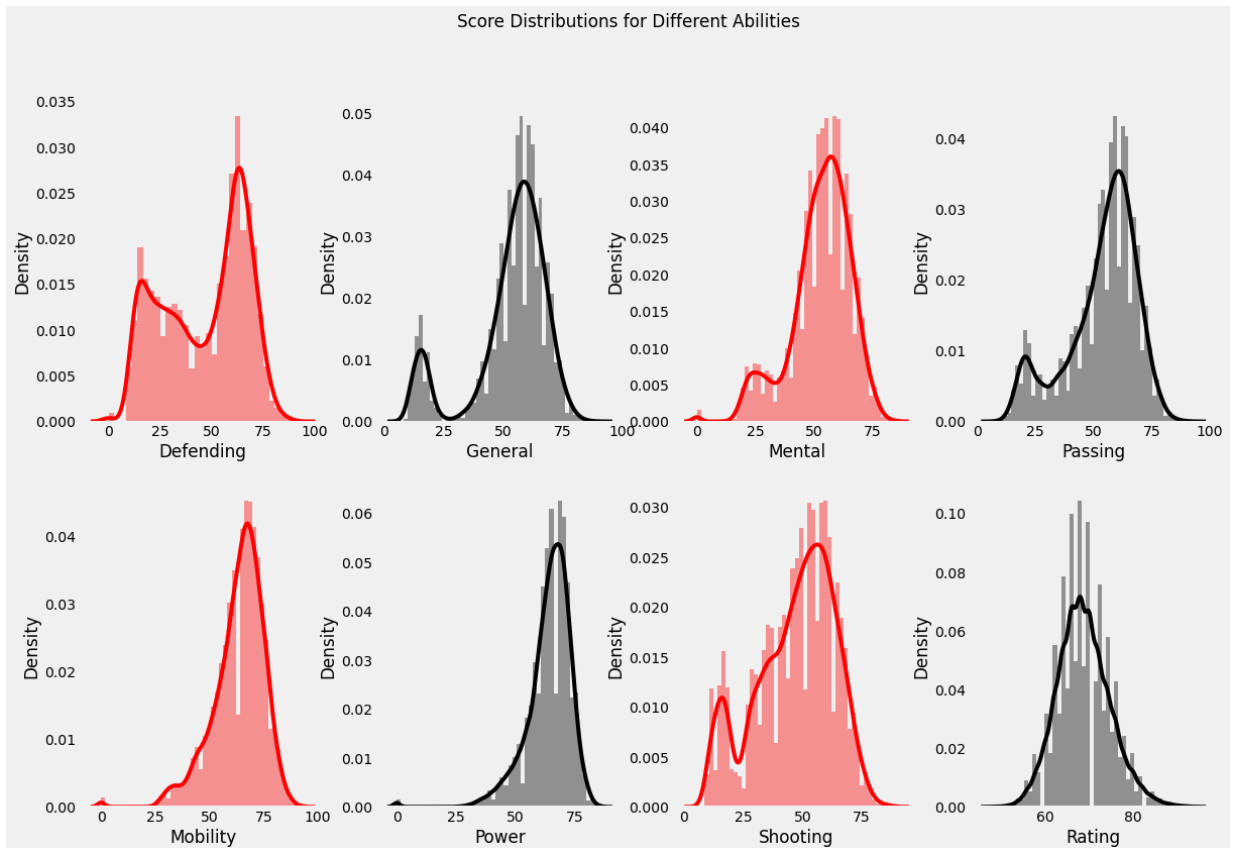 Score Distributions for Different Abilities
0.035
0.030
0.025
0.020
0.015
0.010
0.005
0.000
Density
0 25 50 75 100
Defending
0.05
0.04
0.03
0.02
0.01
0.00
Density
0 25 50 75 100
General
0.040
0.035
0.030
0.025
0.020
0.015
0.010
0.005
0.000
Density
0 25 50 75
Mental
0.04
0.03
0.02
0.01
0.00
Density
0 25 50 75 100
Passing
0.04
0.03
0.02
0.01
0.00
Density
0 25 50 75 100
Mobility
0.06
0.05
0.04
0.03
0.02
0.01
0.00
Density
0 25 50 75
Power
0.030
0.025
0.020
0.015
0.010
0.005
0.000
Density
0 25 50 75
Shooting
0.10
0.08
0.06
0.04
0.02
0.00
Density
60 80
Rating